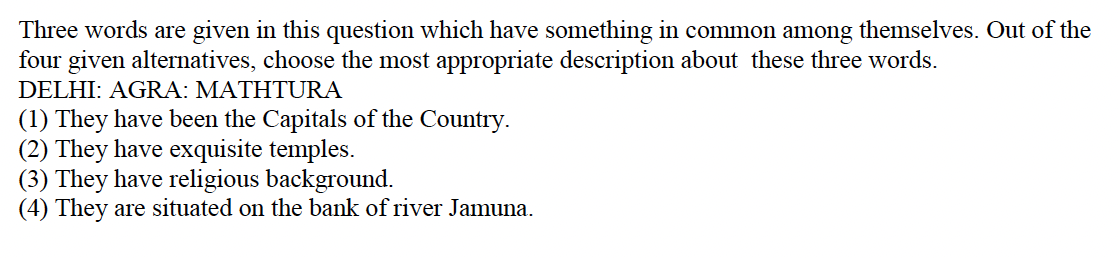 Three words are given in this question which have something in common among themselves. Out of the
four given alternatives, choose the most appropriate description about  these three words.
DELHI: AGRA: MATHTURA
(1) They have been the Capitals of the Country.
(2) They have exquisite temples.
(3) They have religious background.
(4) They are situated on the bank of river Jamuna.